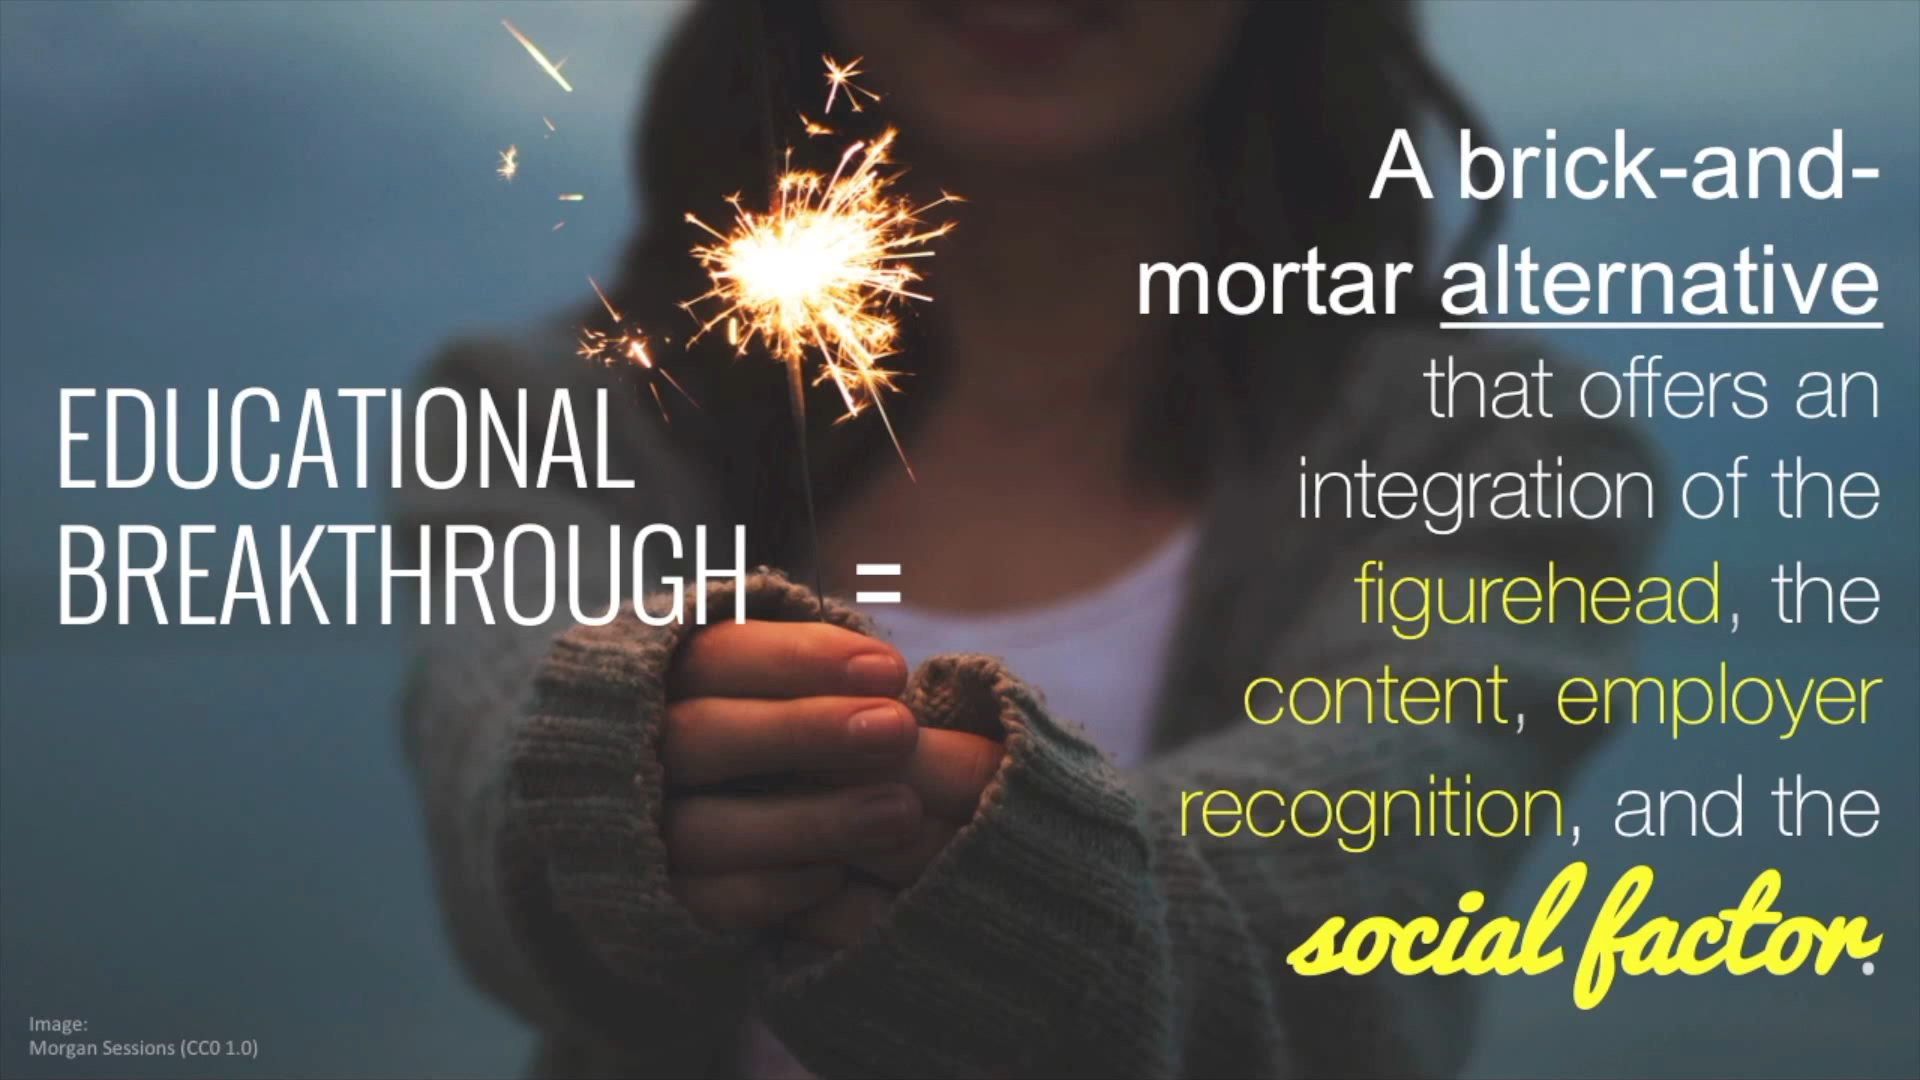 EDUCATIONAL
BREAKTHROUGH =
A brick-and-
mortar alternative
that offers an
integration of the
figurehead, the
content, employer
recognition, and the
social factor.
Image:
Morgan Sessions (CC0 1.0)